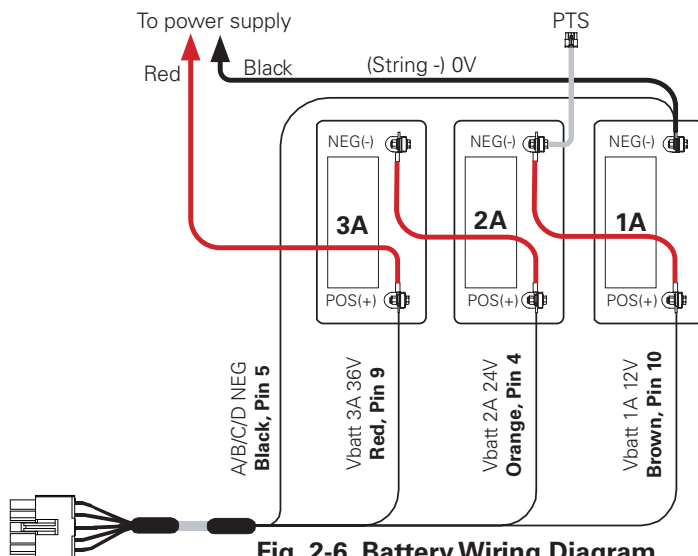 To power supply
PTS
Red
Black
(String -) 0V
NEG(-)
NEG(-)
NEG(-)
3A
2A
1A
POS(+)
POS(+)
POS(+)
A/B/C/D NEG
Black, Pin 5
Vbatt 3A 36V
Red, Pin 9
Vbatt 2A 24V
Orange, Pin 4
Vbatt 1A 12V
Brown, Pin 10
Fig. 2-6 Battery Wiring Diagram